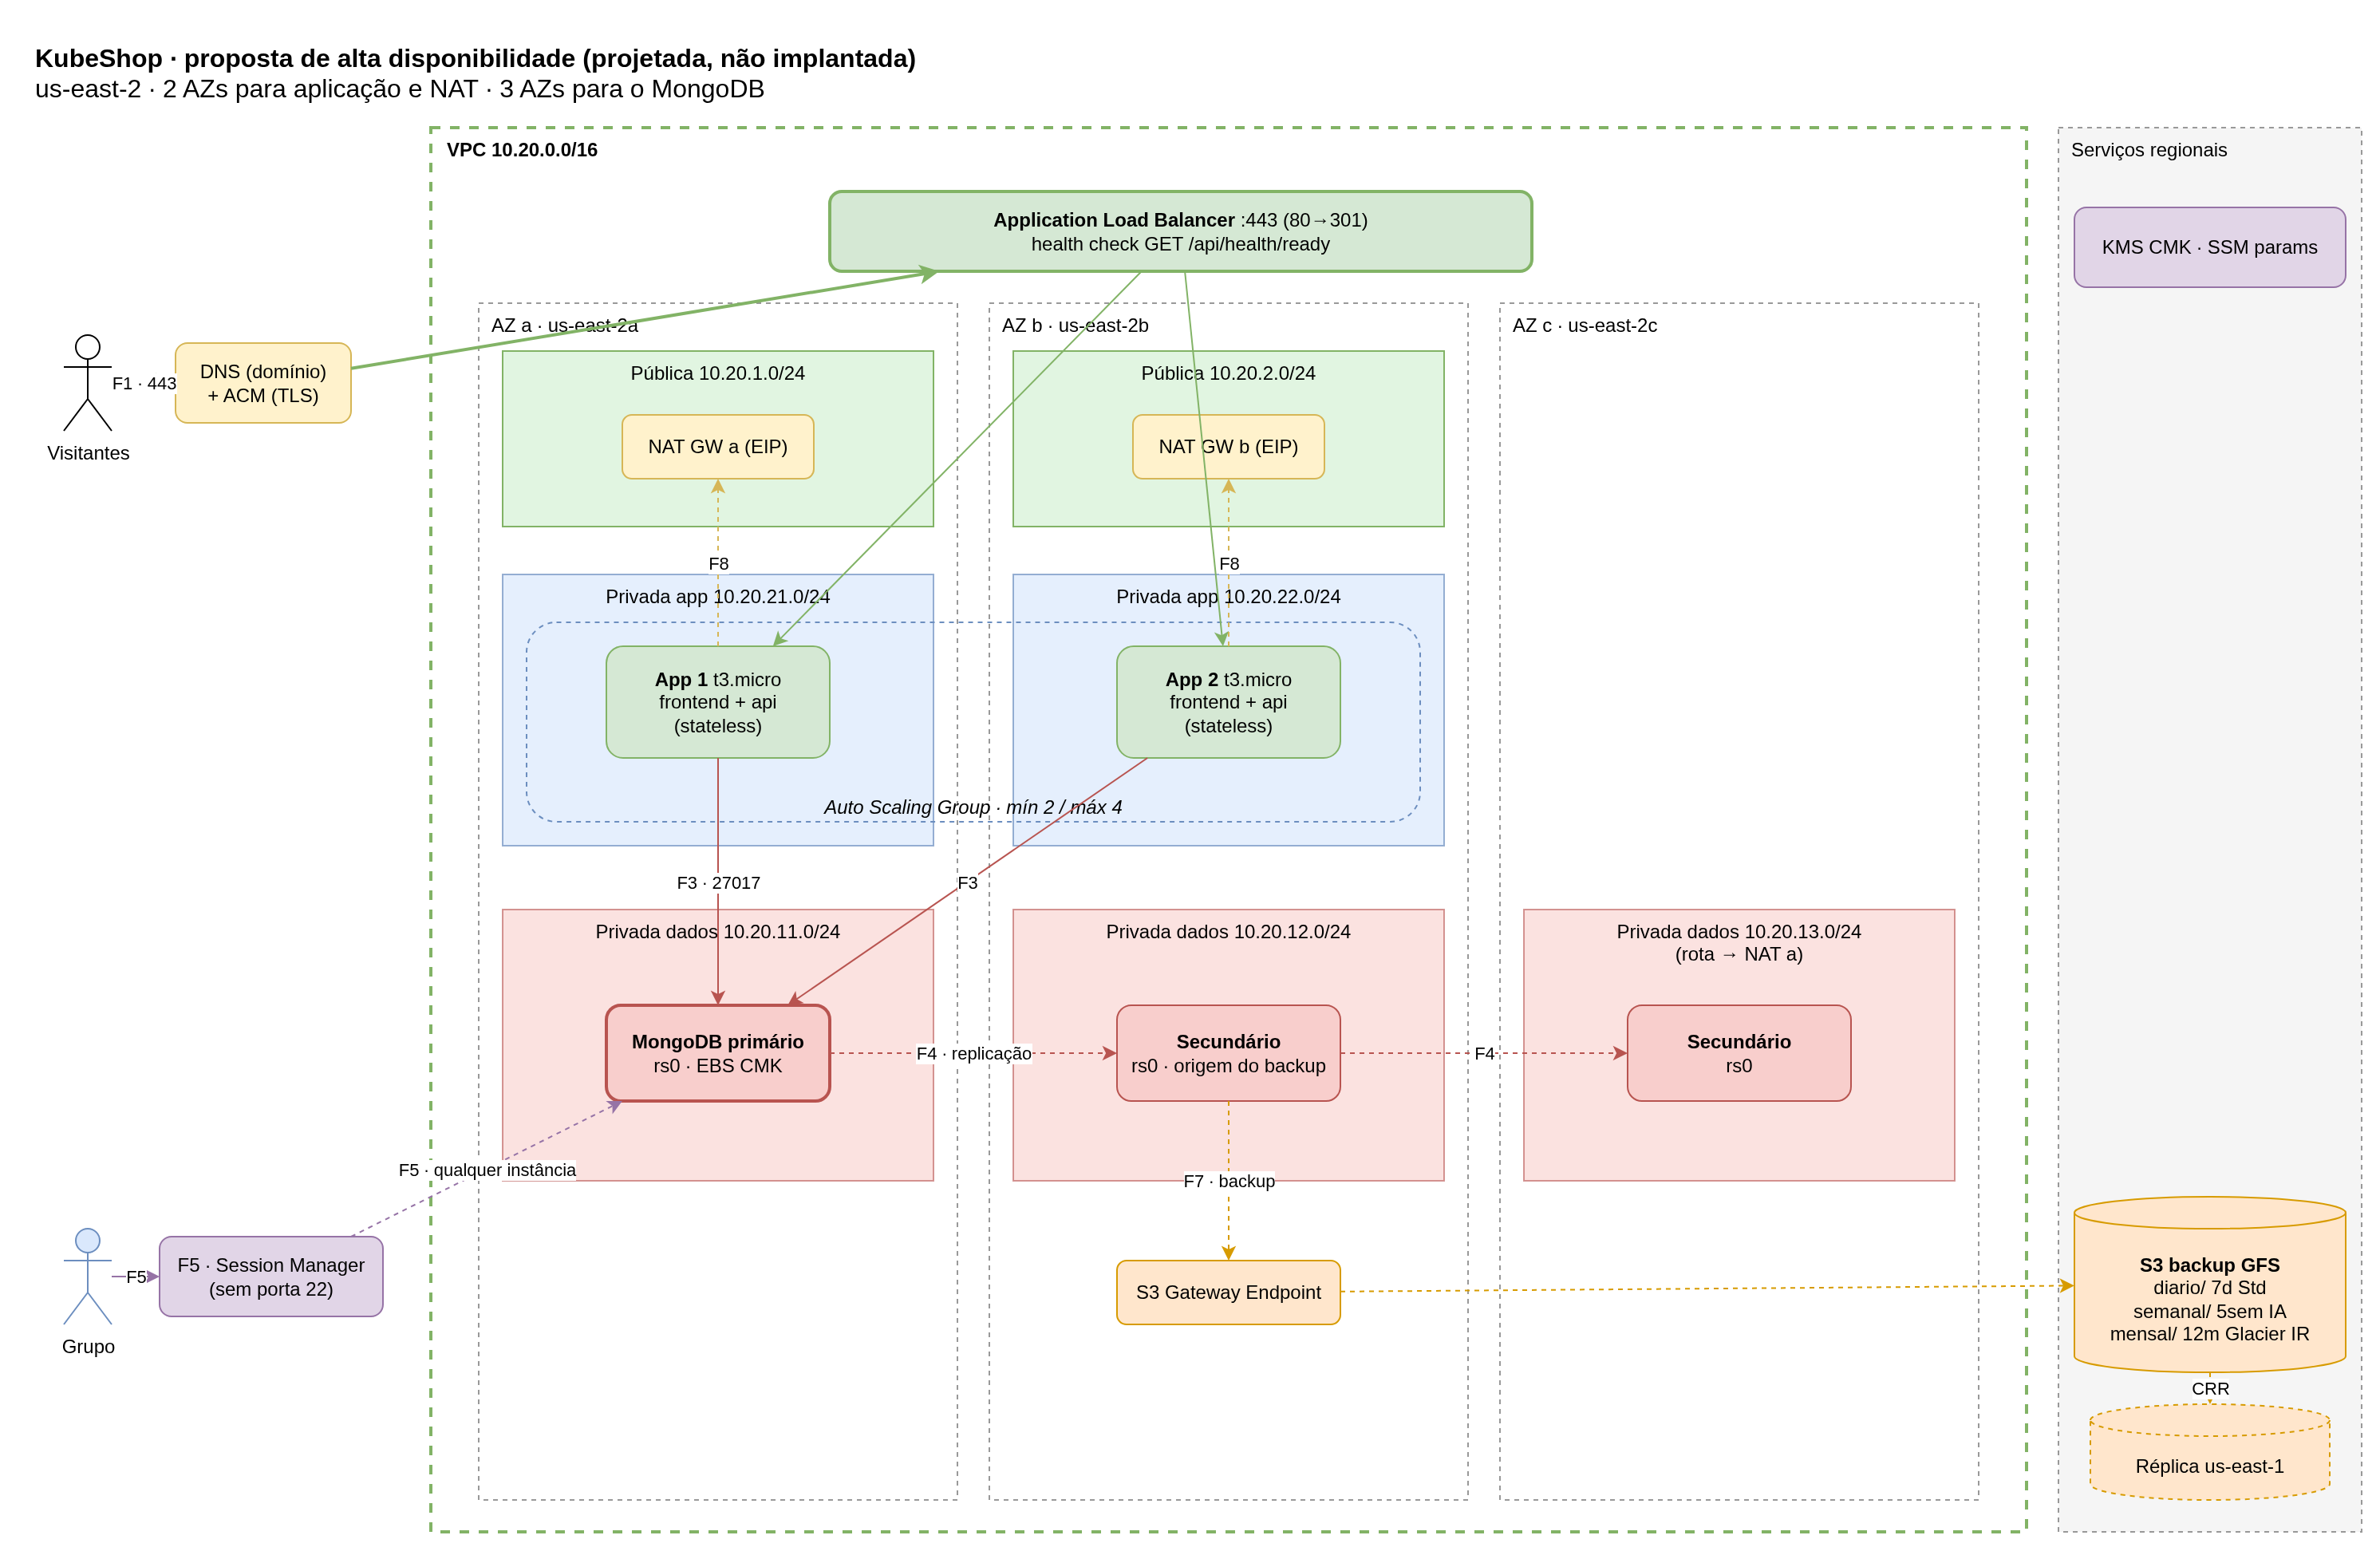 KubeShop · proposta de alta disponibilidade (projetada, não implantada)
us-east-2 · 2 AZs para aplicação e NAT · 3 AZs para o MongoDB
VPC 10.20.0.0/16
Serviços regionais
Application Load Balancer :443 (80→301)
health check GET /api/health/ready
KMS CMK · SSM params
AZ a · us-east-2a
AZ b · us-east-2b
AZ c · us-east-2c
Visitantes
F1 · 443
DNS (domínio)
+ ACM (TLS)
Pública 10.20.1.0/24
NAT GW a (EIP)
Pública 10.20.2.0/24
NAT GW b (EIP)
F8
F8
Privada app 10.20.21.0/24
App 1 t3.micro
frontend + api
(stateless)
Privada app 10.20.22.0/24
App 2 t3.micro
frontend + api
(stateless)
Auto Scaling Group · mín 2 / máx 4
F3 · 27017
F3
Privada dados 10.20.11.0/24
MongoDB primário
rs0 · EBS CMK
F4 · replicação
Privada dados 10.20.12.0/24
Secundário
rs0 · origem do backup
F4
Privada dados 10.20.13.0/24
(rota → NAT a)
Secundário
rs0
F5 · qualquer instância
F7 · backup
Grupo
F5
F5 · Session Manager
(sem porta 22)
S3 Gateway Endpoint
S3 backup GFS
diario/ 7d Std
semanal/ 5sem IA
mensal/ 12m Glacier IR
CRR
Réplica us-east-1